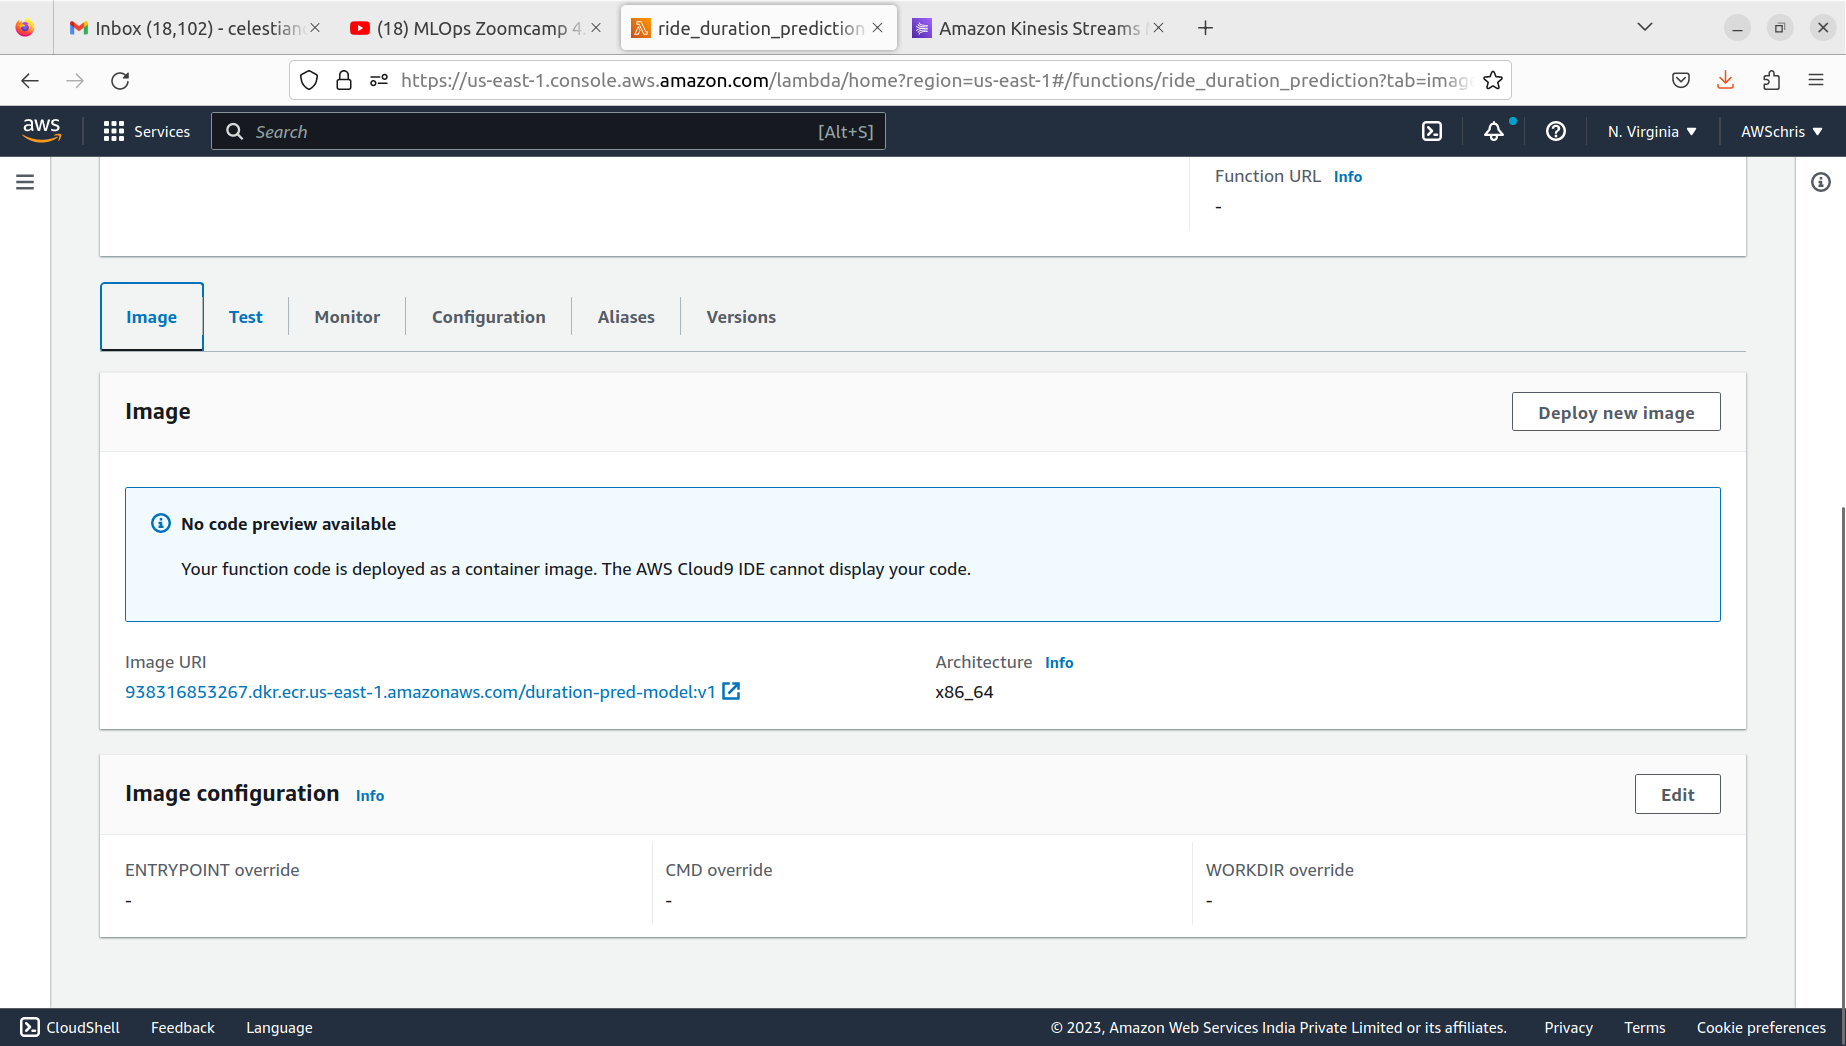 Inbox (18,102) - celestian
(18) MLOps Zoomcamp 4.
ride_duration_prediction
Amazon Kinesis Streams
https://us-east-1.console.aws.amazon.com/lambda/home?region=us-east-1#/functions/ride_duration_prediction?tab=imag
aws
Services
Search
[Alt+S]
N. Virginia
AWSchris
Function URL Info
-
Image
Test
Monitor
Configuration
Aliases
Versions
Image
Deploy new image
No code preview available
Your function code is deployed as a container image. The AWS Cloud9 IDE cannot display your code.
Image URI
938316853267.dkr.ecr.us-east-1.amazonaws.com/duration-pred-model:v1
Architecture Info
x86_64
Image configuration Info
Edit
ENTRYPOINT override
-
CMD override
-
WORKDIR override
-
CloudShell
Feedback
Language
© 2023, Amazon Web Services India Private Limited or its affiliates.
Privacy
Terms
Cookie preferences